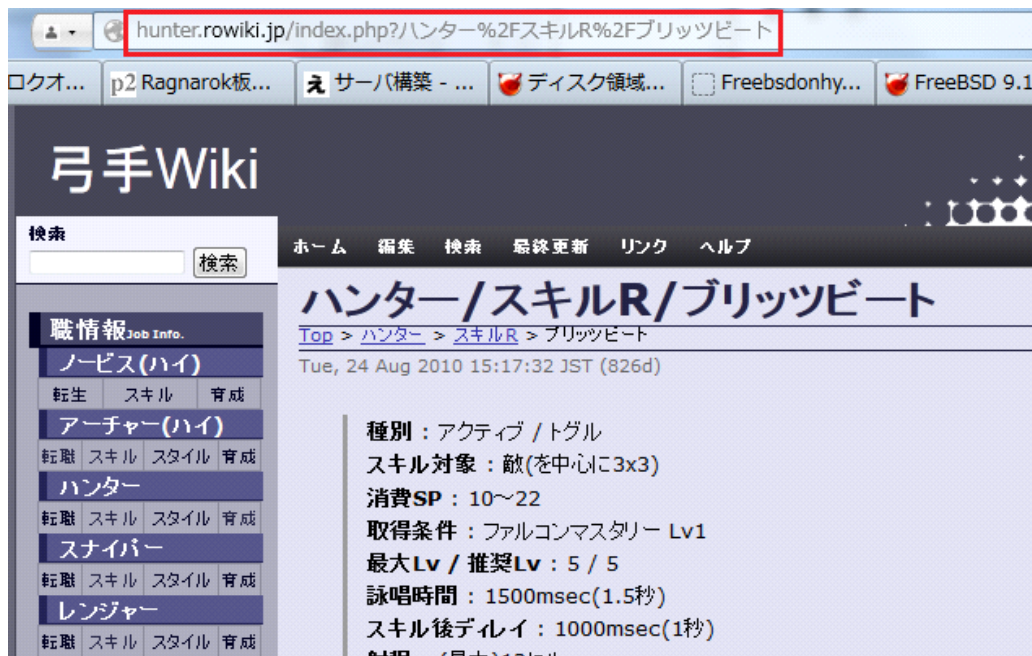 hunter.rowiki.jp/index.php?ハンター%2FスキルR%2Fブリッツビート
ロクオ... p2 Ragnarok板... え サーバ構築 - ... ディスク領域... Freebsdonhy... FreeBSD 9.1
弓手Wiki
検索
検索
ホーム 編集 検索 最終更新 リンク ヘルプ
ハンター/スキルR/ブリッツビート
Top > ハンター > スキルR > ブリッツビート
Tue, 24 Aug 2010 15:17:32 JST (826d)
職情報Job Info.
ノービス(ハイ)
転生 スキル 育成
アーチャー(ハイ)
転職 スキル スタイル 育成
ハンター
転職 スキル スタイル 育成
スナイパー
転職 スキル スタイル 育成
レンジャー
転職 スキル スタイル 育成
種別 : アクティブ / トグル
スキル対象 : 敵(を中心に3x3)
消費SP : 10～22
取得条件 : ファルコンマスタリー Lv1
最大Lv / 推奨Lv : 5 / 5
詠唱時間 : 1500msec(1.5秒)
スキル後ディレイ : 1000msec(1秒)